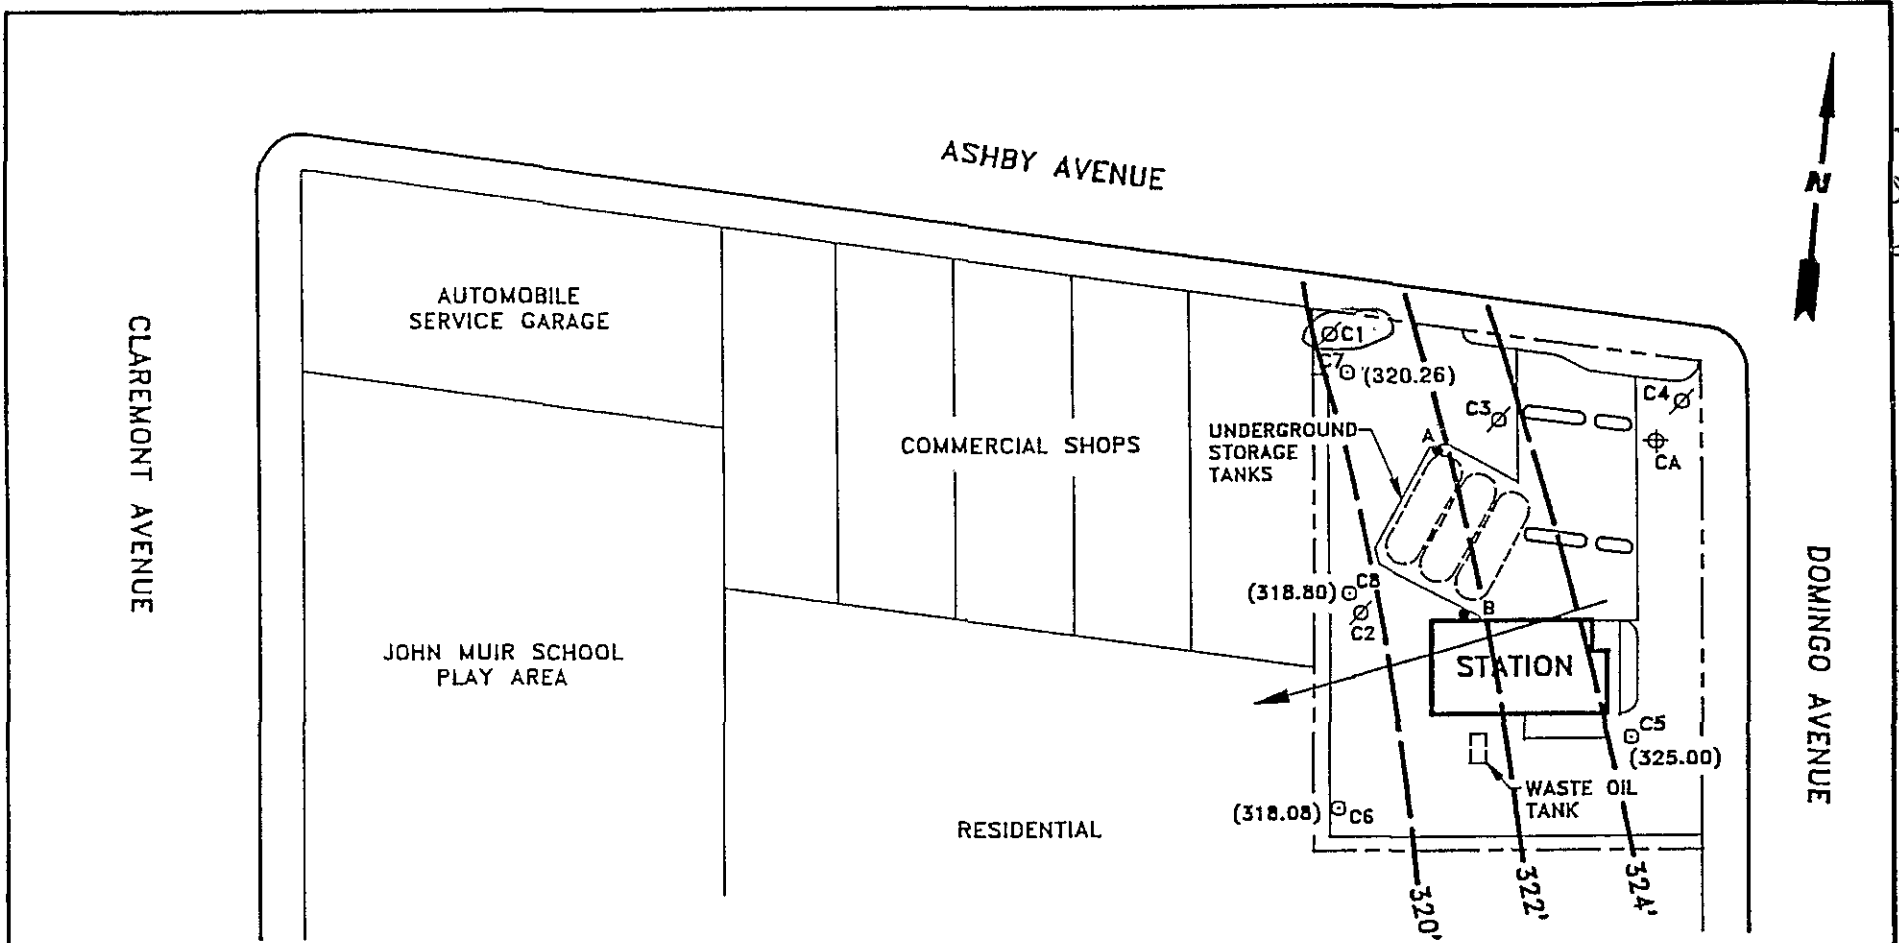 ASHBY AVENUE
N
AUTOMOBILE
SERVICE GARAGE
CLAREMONT AVENUE
C1
C7
(320.26)
C4
C3
COMMERCIAL SHOPS
UNDERGROUND
STORAGE
TANKS
A
CA
DOMINGO AVENUE
(318.80)
C8
C2
B
JOHN MUIR SCHOOL
PLAY AREA
STATION
C5
(325.00)
WASTE OIL
TANK
(318.08)
C6
RESIDENTIAL
320'
322'
324'